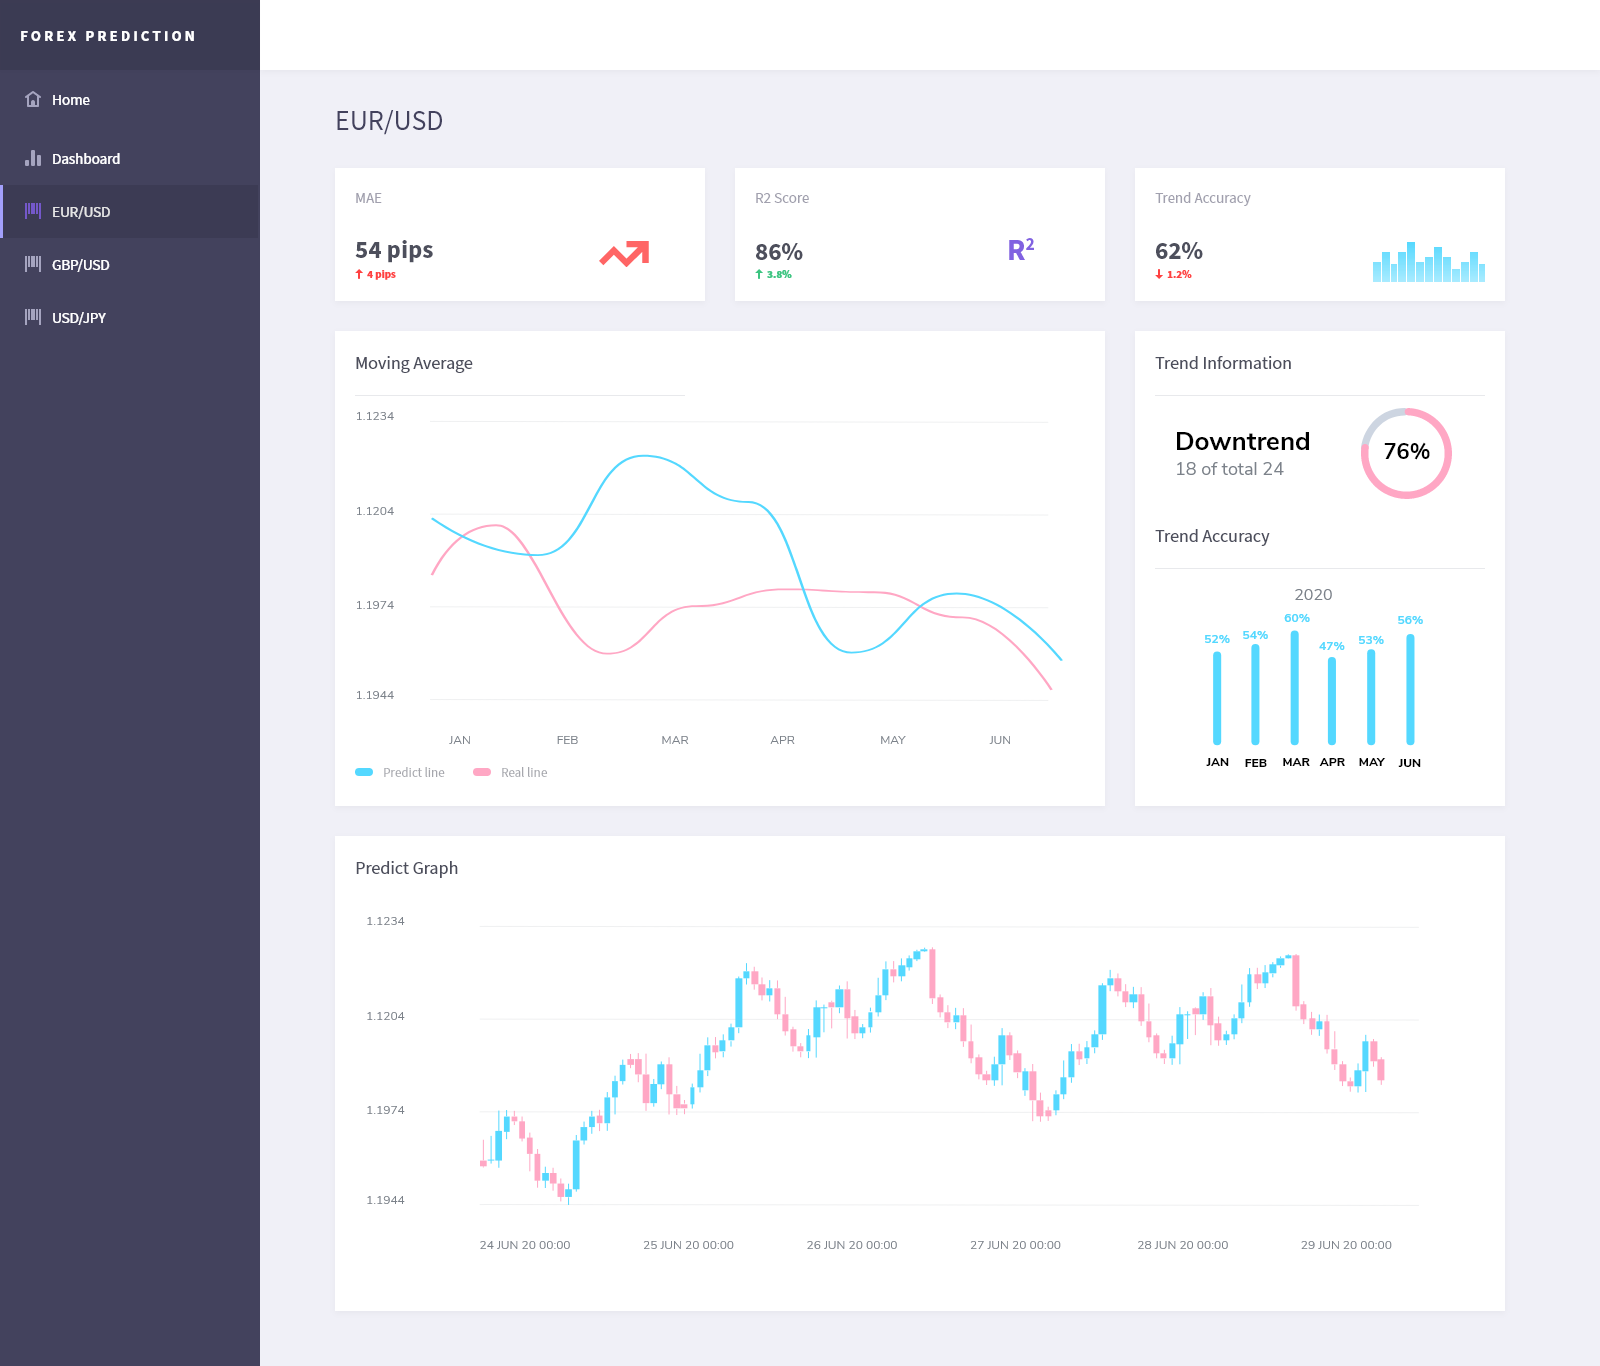 FOREX PREDICTION
Home
Dashboard
EUR/USD
GBP/USD
USD/JPY
EUR/USD
MAE
54 pips
4 pips
R2 Score
86%
3.8%
R²
Trend Accuracy
62%
1.2%
Moving Average
1.1234
1.1204
1.1974
1.1944
JAN FEB MAR APR MAY JUN
Predict line Real line
Trend Information
Downtrend
18 of total 24
76%
Trend Accuracy
2020
52% 54% 60% 47% 53% 56%
JAN FEB MAR APR MAY JUN
Predict Graph
1.1234
1.1204
1.1974
1.1944
24 JUN 20 00:00 25 JUN 20 00:00 26 JUN 20 00:00 27 JUN 20 00:00 28 JUN 20 00:00 29 JUN 20 00:00